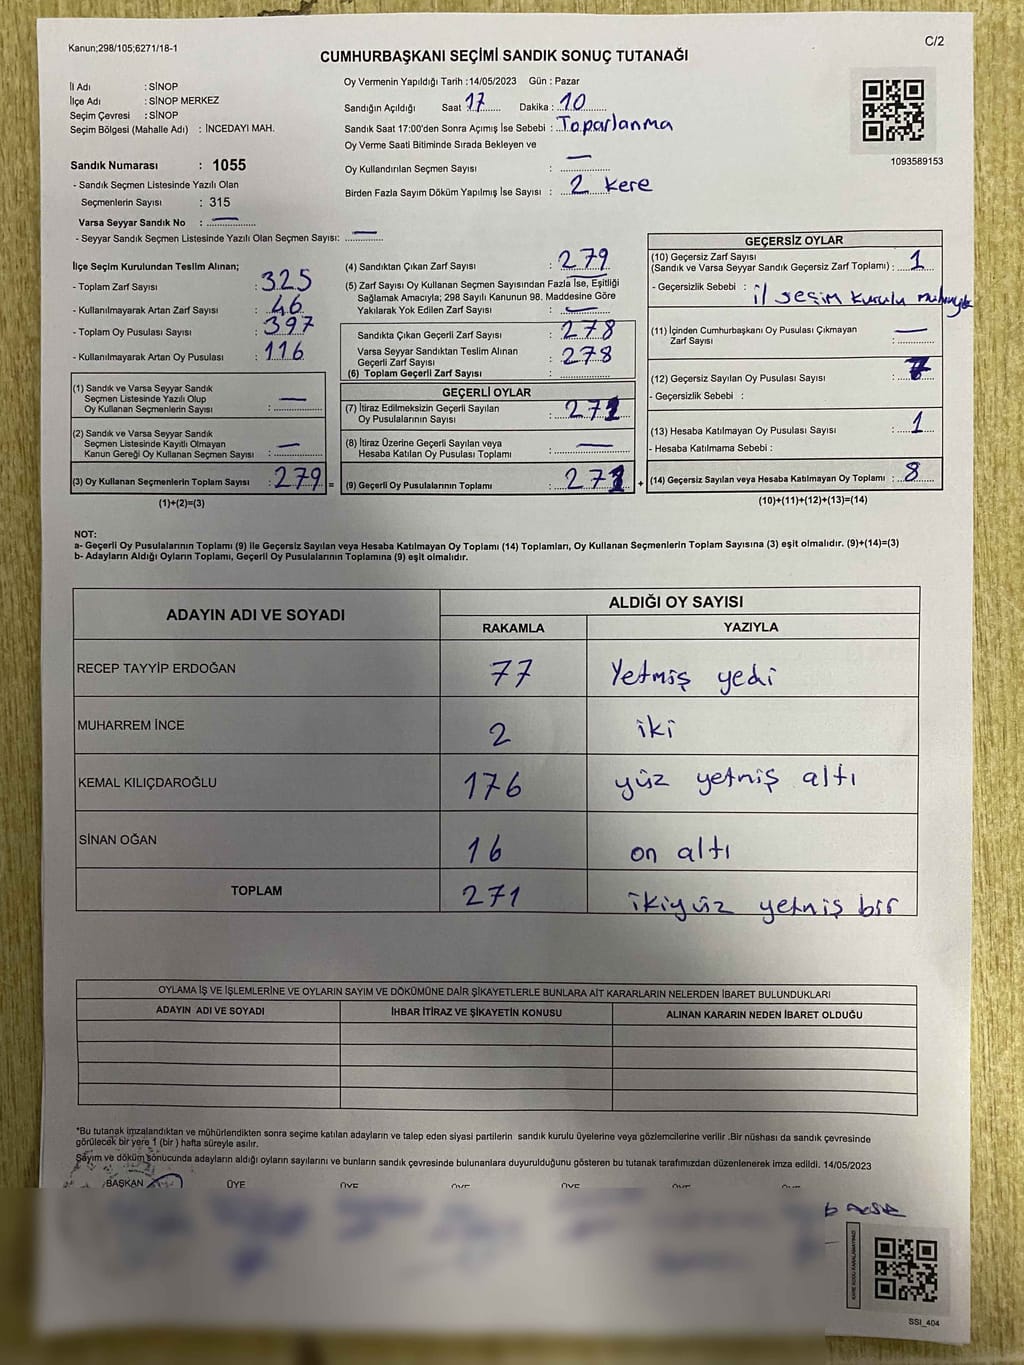 Kanun;298/105;6271/18-1
C/2
CUMHURBAŞKANI SEÇİMİ SANDIK SONUÇ TUTANAĞI
İl Adı : SİNOP
İlçe Adı : SİNOP MERKEZ
Seçim Çevresi : SİNOP
Seçim Bölgesi (Mahalle Adı) : İNCEDAYI MAH.
Sandık Numarası : 1055
- Sandık Seçmen Listesinde Yazılı Olan
Seçmenlerin Sayısı : 315
Varsa Seyyar Sandık No : —
- Seyyar Sandık Seçmen Listesinde Yazılı Olan Seçmen Sayısı: —
Oy Vermenin Yapıldığı Tarih :14/05/2023 Gün : Pazar
Sandığın Açıldığı Saat 17 Dakika : 10
Sandık Saat 17:00'den Sonra Açımış İse Sebebi : Toparlanma
Oy Verme Saati Bitiminde Sırada Bekleyen ve
Oy Kullandırılan Seçmen Sayısı : —
Birden Fazla Sayım Döküm Yapılmış İse Sayısı : 2 kere
1093589153
İlçe Seçim Kurulundan Teslim Alınan;
- Toplam Zarf Sayısı : 325
- Kullanılmayarak Artan Zarf Sayısı : 46
- Toplam Oy Pusulası Sayısı : 397
- Kullanılmayarak Artan Oy Pusulası : 116
(1) Sandık ve Varsa Seyyar Sandık
Seçmen Listesinde Yazılı Olup
Oy Kullanan Seçmenlerin Sayısı : —
(2) Sandık ve Varsa Seyyar Sandık
Seçmen Listesinde Kayıtlı Olmayan
Kanun Gereği Oy Kullanan Seçmen Sayısı : —
(3) Oy Kullanan Seçmenlerin Toplam Sayısı : 279 =
(1)+(2)=(3)
(4) Sandıktan Çıkan Zarf Sayısı : 279
(5) Zarf Sayısı Oy Kullanan Seçmen Sayısından Fazla İse, Eşitliği
Sağlamak Amacıyla; 298 Sayılı Kanunun 98. Maddesine Göre
Yakılarak Yok Edilen Zarf Sayısı : —
Sandıkta Çıkan Geçerli Zarf Sayısı : 278
Varsa Seyyar Sandıktan Teslim Alınan
Geçerli Zarf Sayısı : 278
(6) Toplam Geçerli Zarf Sayısı :
GEÇERLİ OYLAR
(7) İtiraz Edilmeksizin Geçerli Sayılan
Oy Pusulalarının Sayısı : 271
(8) İtiraz Üzerine Geçerli Sayılan veya
Hesaba Katılan Oy Pusulası Toplamı : —
(9) Geçerli Oy Pusulalarının Toplamı : 271 +
GEÇERSİZ OYLAR
(10) Geçersiz Zarf Sayısı
(Sandık ve Varsa Seyyar Sandık Geçersiz Zarf Toplamı) : 1
- Geçersizlik Sebebi : il seçim kurulu
(11) İçinden Cumhurbaşkanı Oy Pusulası Çıkmayan
Zarf Sayısı : —
(12) Geçersiz Sayılan Oy Pusulası Sayısı :
- Geçersizlik Sebebi :
(13) Hesaba Katılmayan Oy Pusulası Sayısı : 1
- Hesaba Katılmama Sebebi :
(14) Geçersiz Sayılan veya Hesaba Katılmayan Oy Toplamı : 8
(10)+(11)+(12)+(13)=(14)
NOT:
a- Geçerli Oy Pusulalarının Toplamı (9) ile Geçersiz Sayılan veya Hesaba Katılmayan Oy Toplamı (14) Toplamları, Oy Kullanan Seçmenlerin Toplam Sayısına (3) eşit olmalıdır. (9)+(14)=(3)
b- Adayların Aldığı Oyların Toplamı, Geçerli Oy Pusulalarının Toplamına (9) eşit olmalıdır.
ADAYIN ADI VE SOYADI
ALDIĞI OY SAYISI
RAKAMLA YAZIYLA
RECEP TAYYİP ERDOĞAN 77 Yetmiş yedi
MUHARREM İNCE 2 iki
KEMAL KILIÇDAROĞLU 176 yüz yetmiş altı
SİNAN OĞAN 16 on altı
TOPLAM 271 ikiyüz yetmiş bir
OYLAMA İŞ VE İŞLEMLERİNE VE OYLARIN SAYIM VE DÖKÜMÜNE DAİR ŞİKAYETLERLE BUNLARA AİT KARARLARIN NELERDEN İBARET BULUNDUKLARI
ADAYIN ADI VE SOYADI İHBAR İTİRAZ VE ŞİKAYETİN KONUSU ALINAN KARARIN NEDEN İBARET OLDUĞU
*Bu tutanak imzalandıktan ve mühürlendikten sonra seçime katılan adayların ve talep eden siyasi partilerin sandık kurulu üyelerine veya gözlemcilerine verilir .Bir nüshası da sandık çevresinde
görülecek bir yere 1 (bir ) hafta süreyle asılır.
Sayım ve döküm sonucunda adayların aldığı oyların sayılarını ve bunların sandık çevresinde bulunanlara duyurulduğunu gösteren bu tutanak tarafımızdan düzenlenerek imza edildi. 14/05/2023
BAŞKAN ÜYE ÜYE ÜYE ÜYE ÜYE ÜYE
SSI_404